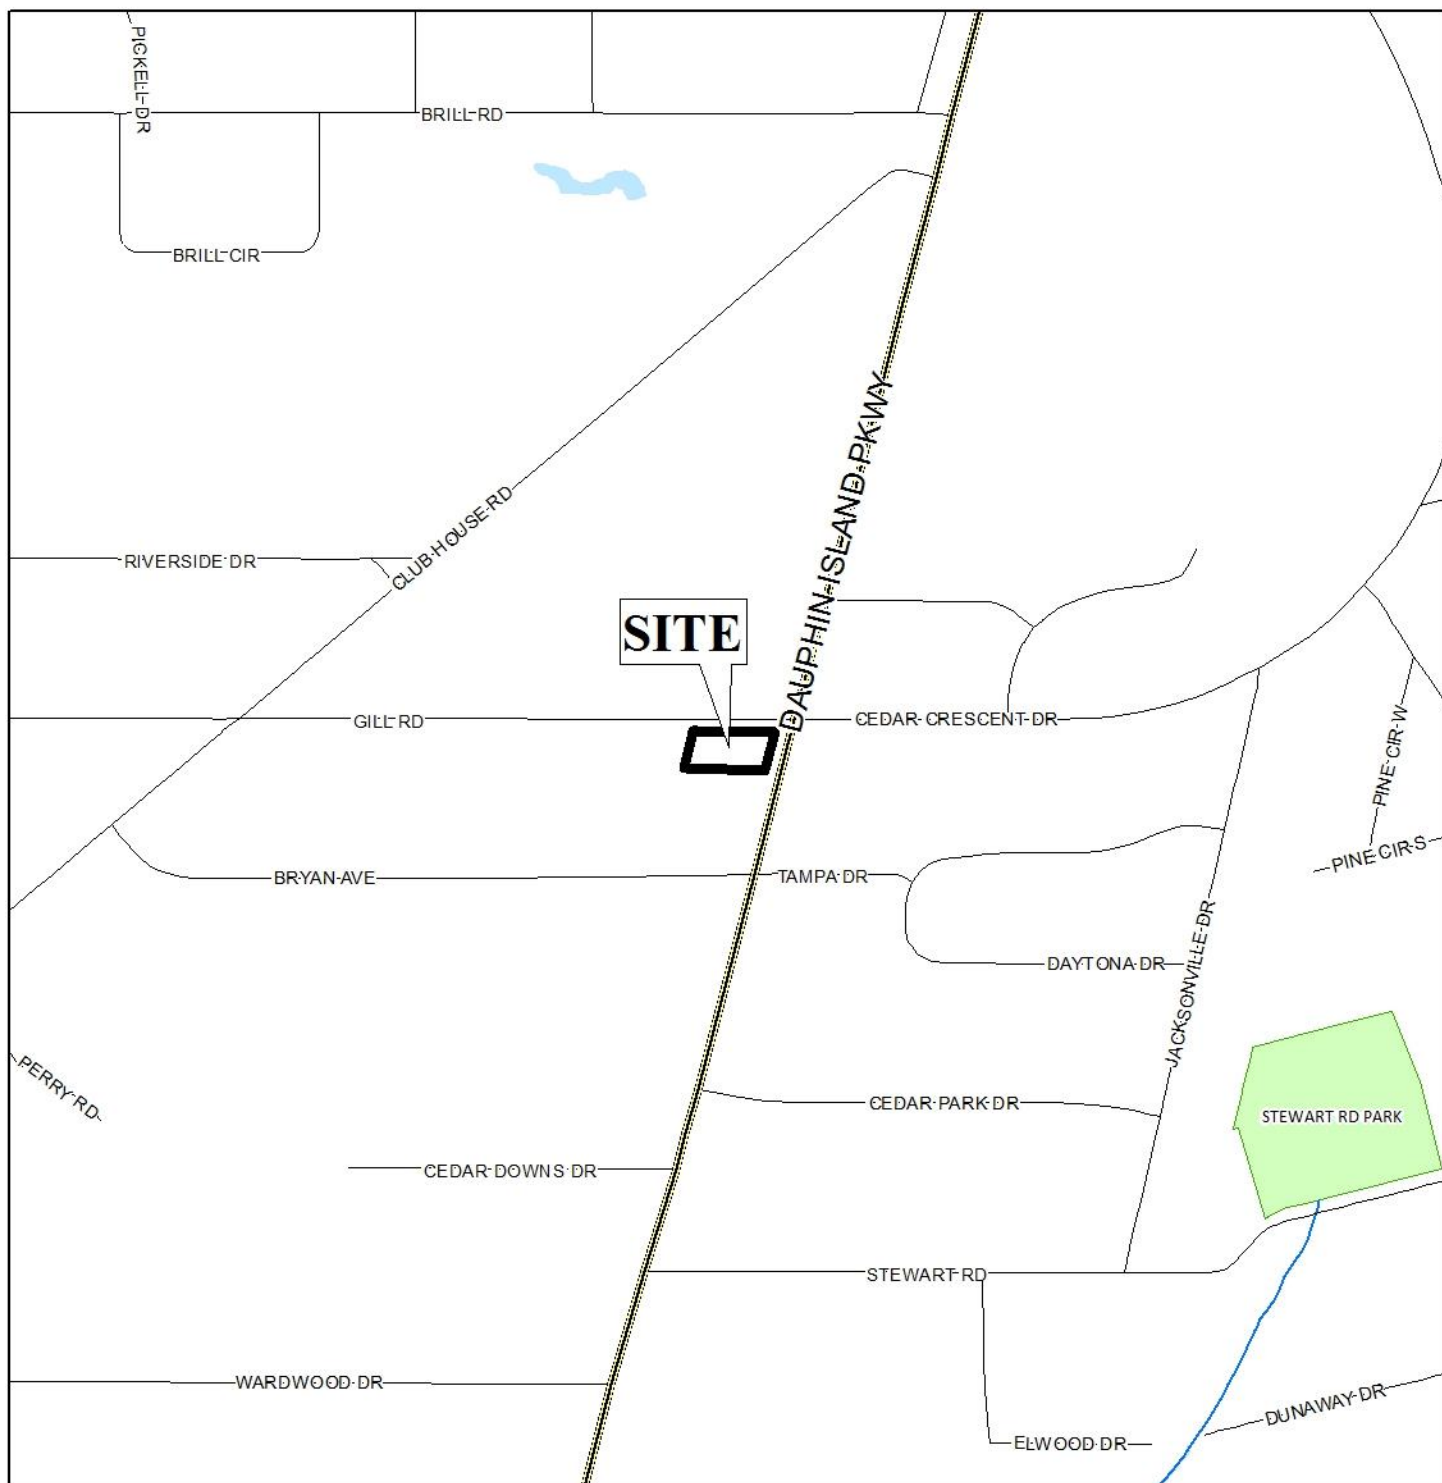 PICKELL DR
BRILL RD
BRILL CIR
CLUB HOUSE RD
DAUPHIN ISLAND PKWY
RIVERSIDE DR
SITE
GILL RD
CEDAR CRESCENT DR
PINE CIR W
PINE CIR S
BRYAN AVE
TAMPA DR
JACKSONVILLE DR
DAYTONA DR
PERRY RD
CEDAR PARK DR
STEWART RD PARK
CEDAR DOWNS DR
STEWART RD
WARDWOOD DR
DUNAWAY DR
ELWOOD DR